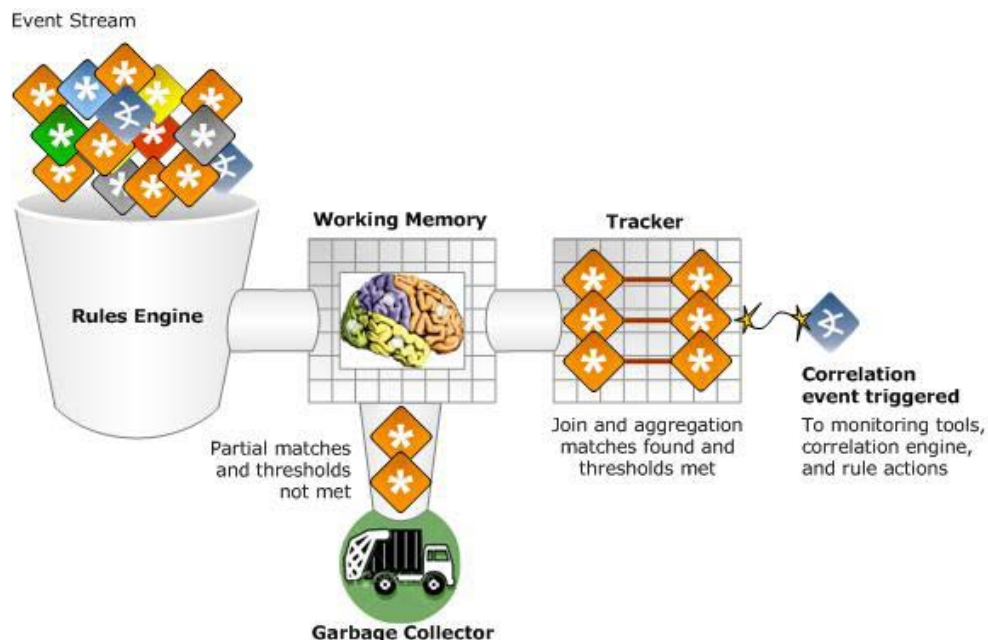 Event Stream
Working Memory
Tracker
Rules Engine
Correlation
event triggered
To monitoring tools,
correlation engine,
and rule actions
Join and aggregation
matches found and
thresholds met
Partial matches
and thresholds
not met
Garbage Collector